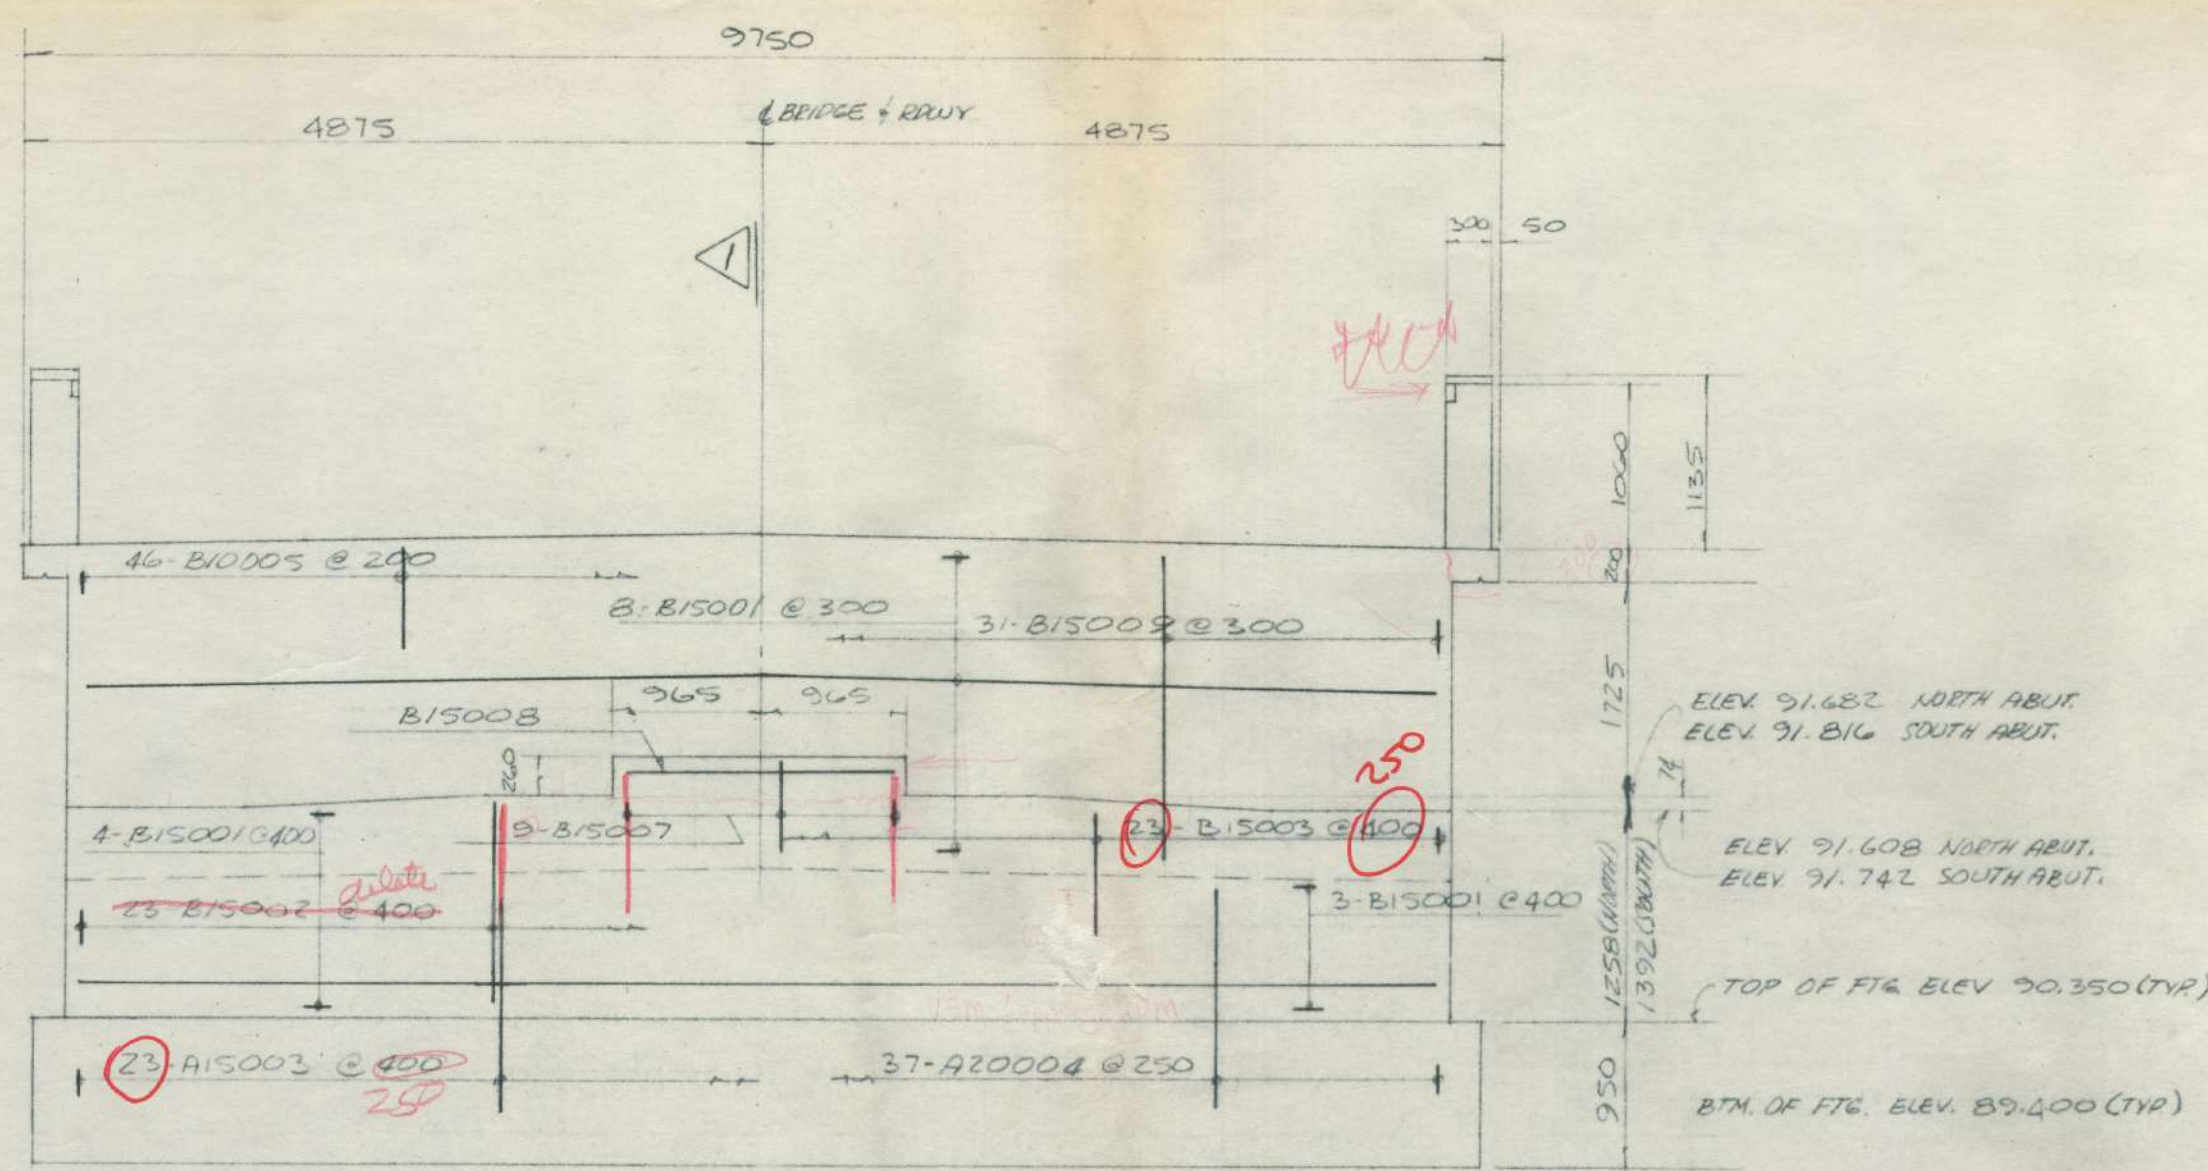 9750
℄ BRIDGE & RDWY
4875
4875
1
300
50
1060
1135
46-B10005 @ 200
200
8-B15001 @ 300
31-B15009 @ 300
965
965
1725
B15008
ELEV. 91.682 NORTH ABUT.
ELEV. 91.816 SOUTH ABUT.
260
250
74
4-B15001 @ 400
9-B15007
23-B15003 @ 400
ELEV. 91.608 NORTH ABUT.
ELEV. 91.742 SOUTH ABUT.
delete
23-B15002 @ 400
3-B15001 @ 400
1258 (NORTH)
1392 (SOUTH)
TOP OF FTG ELEV 90.350 (TYP.)
23-A15003 @ 400
250
37-A20004 @ 250
950
BTM. OF FTG. ELEV. 89.400 (TYP.)